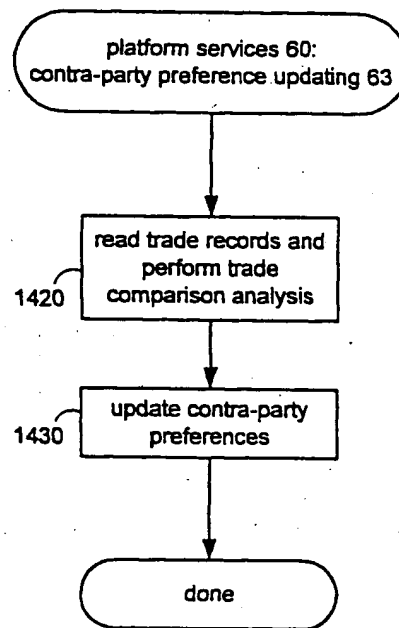 platform services 60:
contra-party preference updating 63
read trade records and
perform trade
comparison analysis
1420
update contra-party
preferences
1430
done